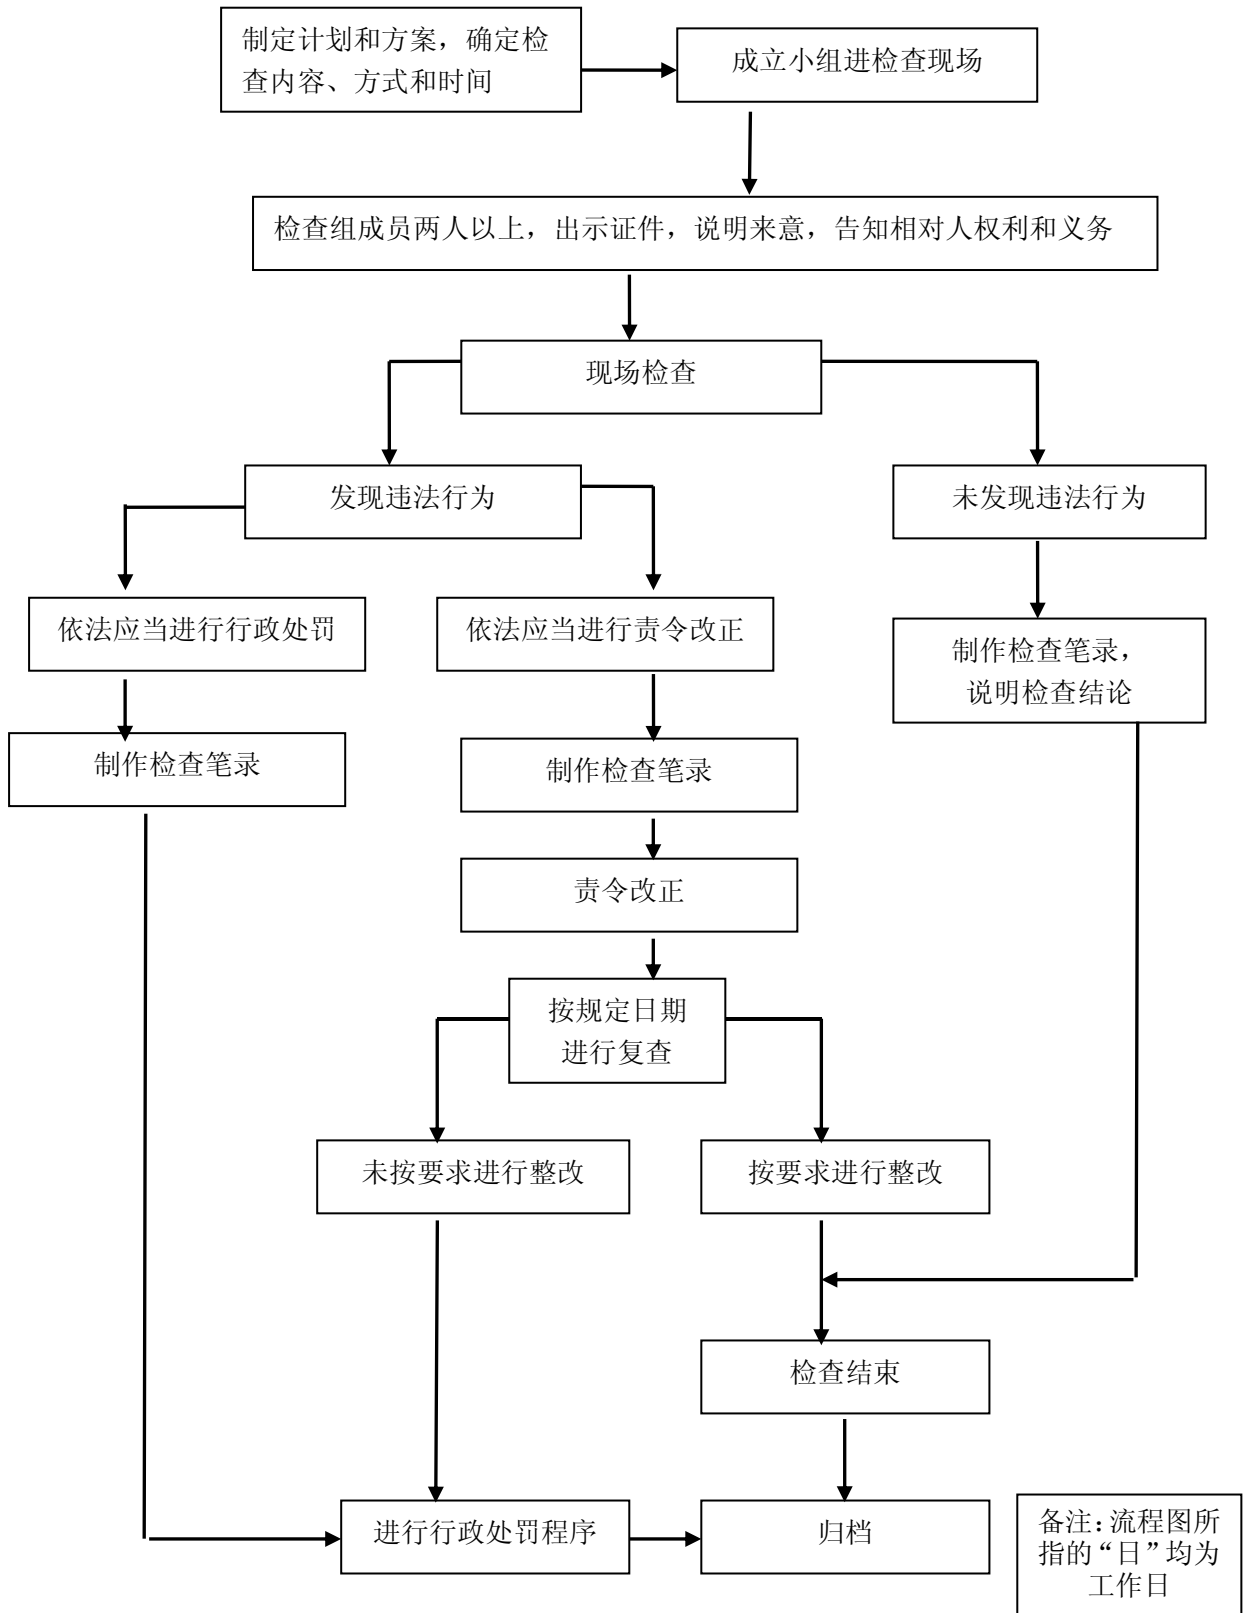 制定计划和方案，确定检
查内容、方式和时间
成立小组进检查现场
检查组成员两人以上，出示证件，说明来意，告知相对人权利和义务
现场检查
发现违法行为
未发现违法行为
依法应当进行行政处罚
依法应当进行责令改正
制作检查笔录，
说明检查结论
制作检查笔录
制作检查笔录
责令改正
按规定日期
进行复查
未按要求进行整改
按要求进行整改
检查结束
进行行政处罚程序
归档
备注：流程图所
指的“日”均为
工作日